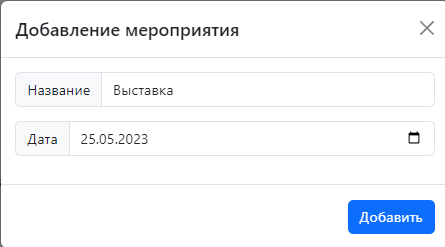 Добавление мероприятия
Название Выставка
Дата 25.05.2023
Добавить